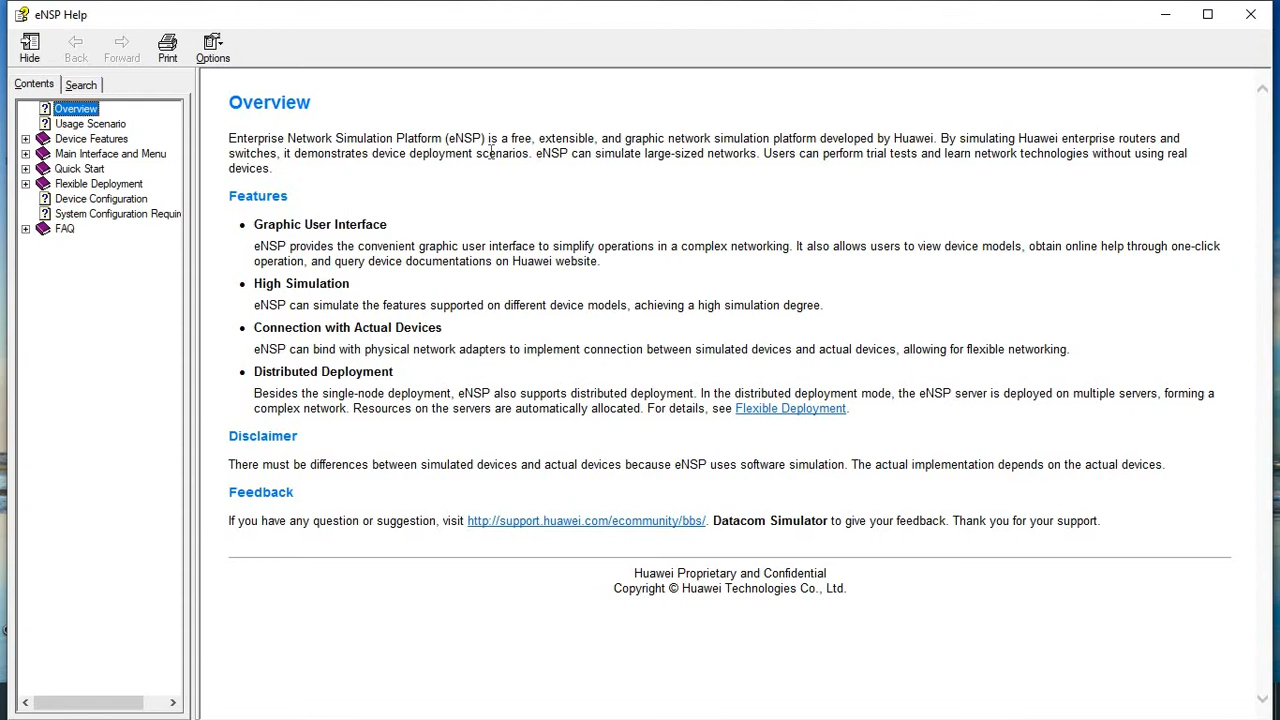 eNSP Help
Hide
Back
Forward
Print
Options
Contents
Search
Overview
Usage Scenario
Device Features
Main Interface and Menu
Quick Start
Flexible Deployment
Device Configuration
System Configuration Requir
FAQ
Overview
Enterprise Network Simulation Platform (eNSP) is a free, extensible, and graphic network simulation platform developed by Huawei. By simulating Huawei enterprise routers and
switches, it demonstrates device deployment scenarios. eNSP can simulate large-sized networks. Users can perform trial tests and learn network technologies without using real
devices.
Features
• Graphic User Interface
eNSP provides the convenient graphic user interface to simplify operations in a complex networking. It also allows users to view device models, obtain online help through one-click
operation, and query device documentations on Huawei website.
• High Simulation
eNSP can simulate the features supported on different device models, achieving a high simulation degree.
• Connection with Actual Devices
eNSP can bind with physical network adapters to implement connection between simulated devices and actual devices, allowing for flexible networking.
• Distributed Deployment
Besides the single-node deployment, eNSP also supports distributed deployment. In the distributed deployment mode, the eNSP server is deployed on multiple servers, forming a
complex network. Resources on the servers are automatically allocated. For details, see Flexible Deployment.
Disclaimer
There must be differences between simulated devices and actual devices because eNSP uses software simulation. The actual implementation depends on the actual devices.
Feedback
If you have any question or suggestion, visit http://support.huawei.com/ecommunity/bbs/. Datacom Simulator to give your feedback. Thank you for your support.
Huawei Proprietary and Confidential
Copyright © Huawei Technologies Co., Ltd.